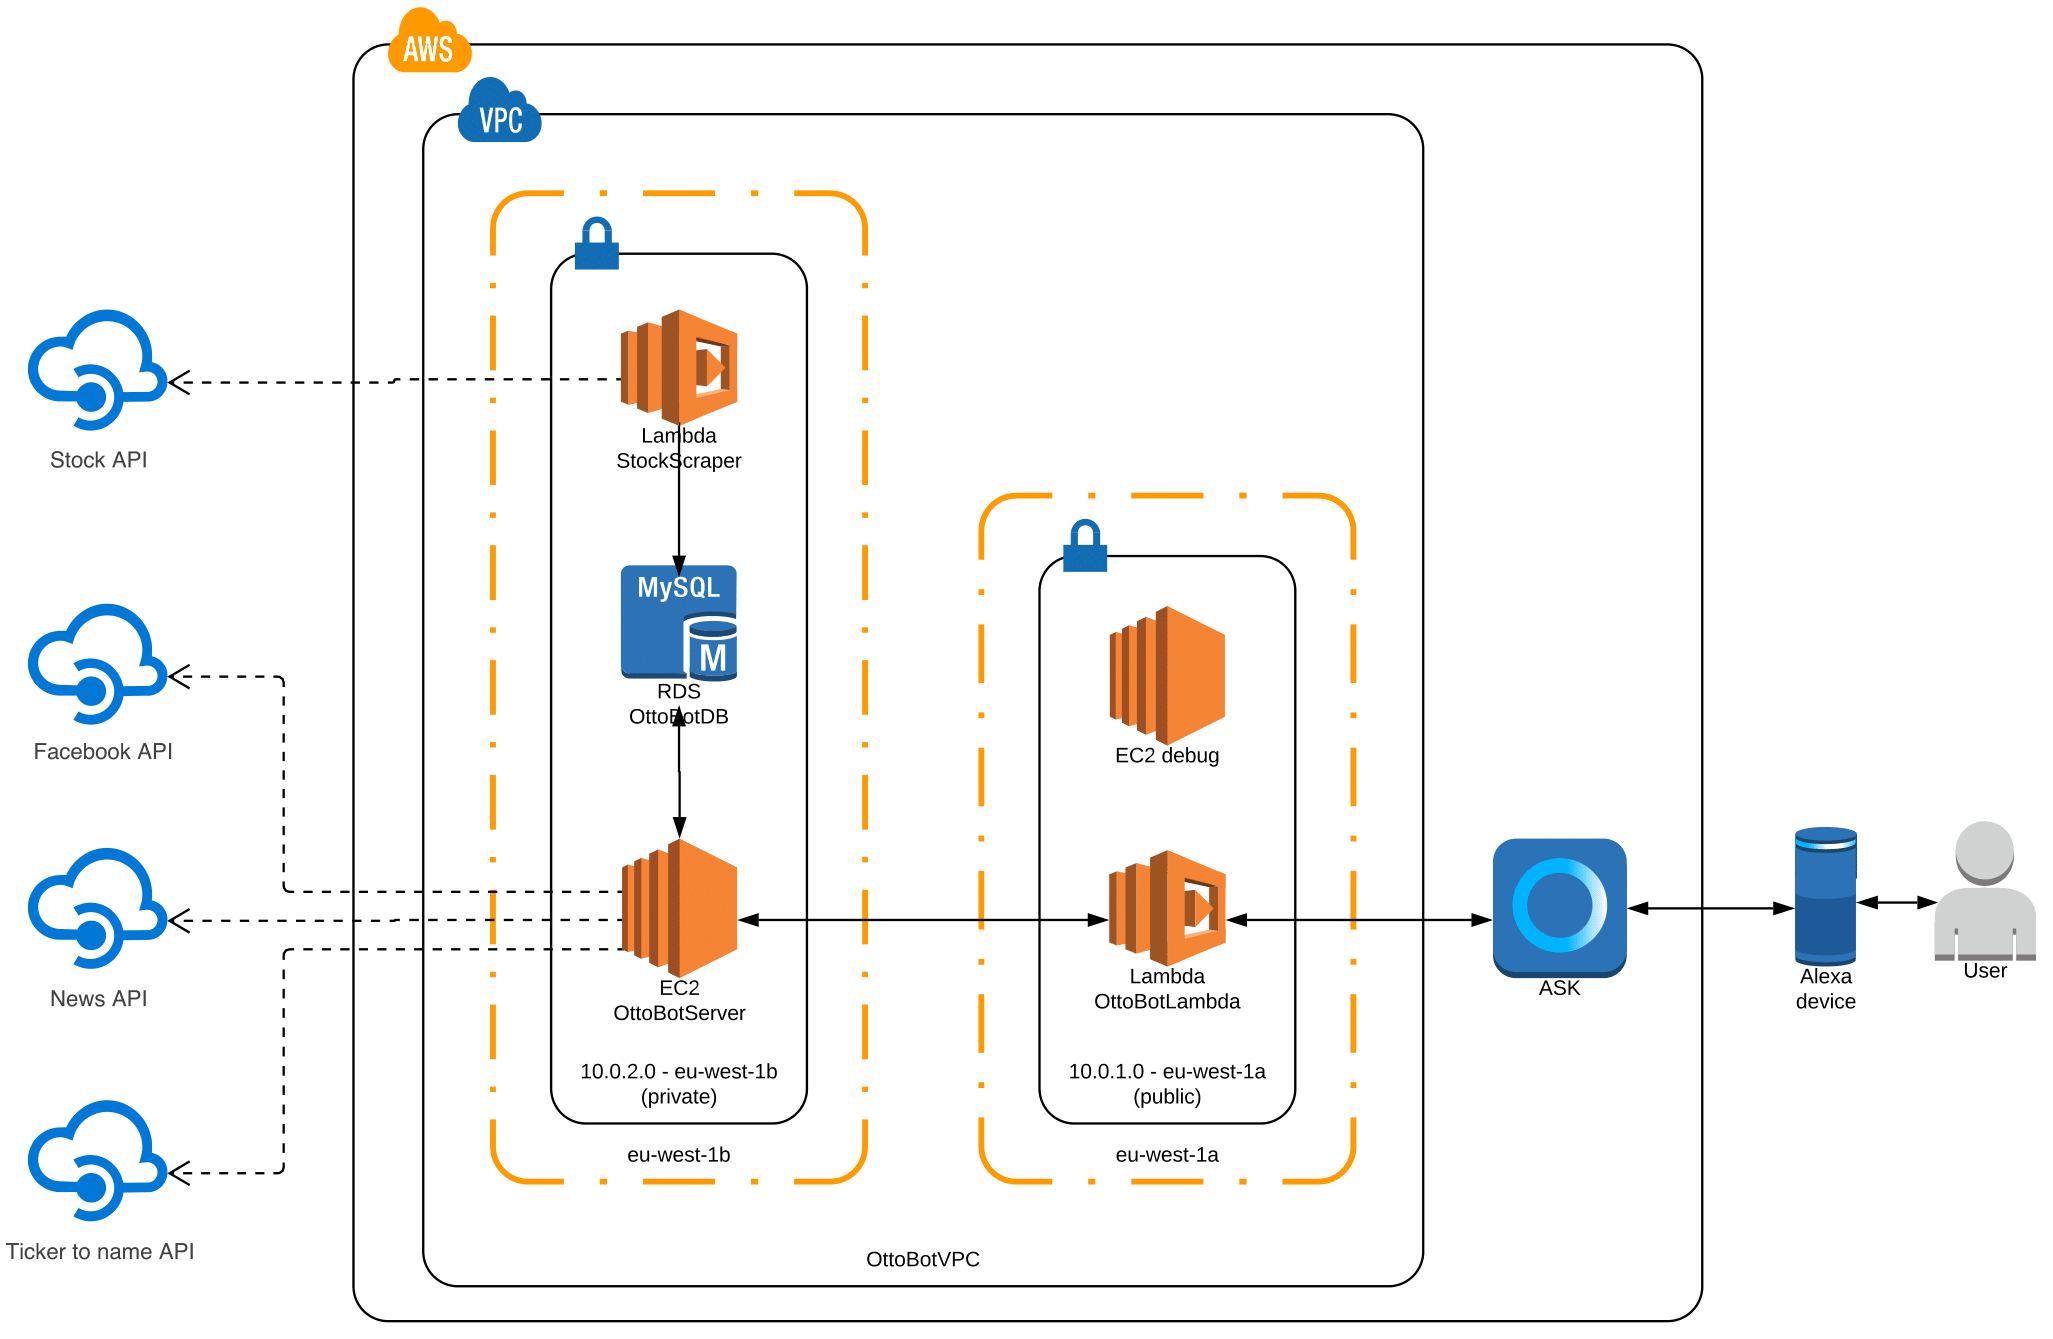 AWS
VPC
Lambda
StockScraper
Stock API
MySQL
M
RDS
OttoBotDB
EC2 debug
Facebook API
EC2
OttoBotServer
Lambda
OttoBotLambda
ASK
Alexa
device
User
News API
10.0.2.0 - eu-west-1b
(private)
10.0.1.0 - eu-west-1a
(public)
eu-west-1b
eu-west-1a
Ticker to name API
OttoBotVPC